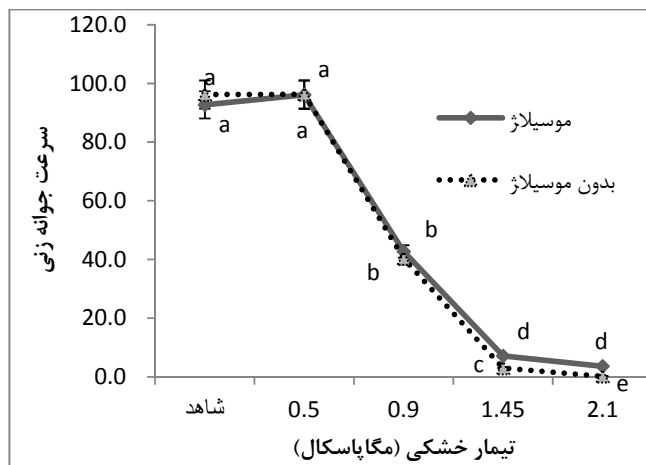 120.0
100.0
80.0
60.0
40.0
20.0
0.0
سرعت جوانه زنی
a
a
a
a
b
b
d
c
d
e
موسیلاژ
بدون موسیلاژ
شاهد
0.5
0.9
1.45
2.1
تیمار خشکی (مگاپاسکال)